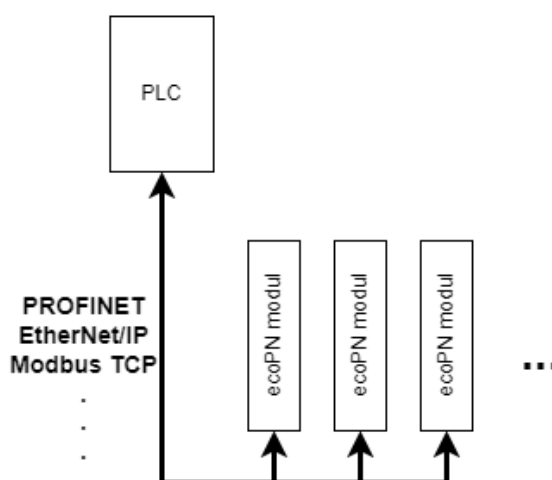 PLC
PROFINET
EtherNet/IP
Modbus TCP
.
.
.
ecoPN modul
ecoPN modul
ecoPN modul
...